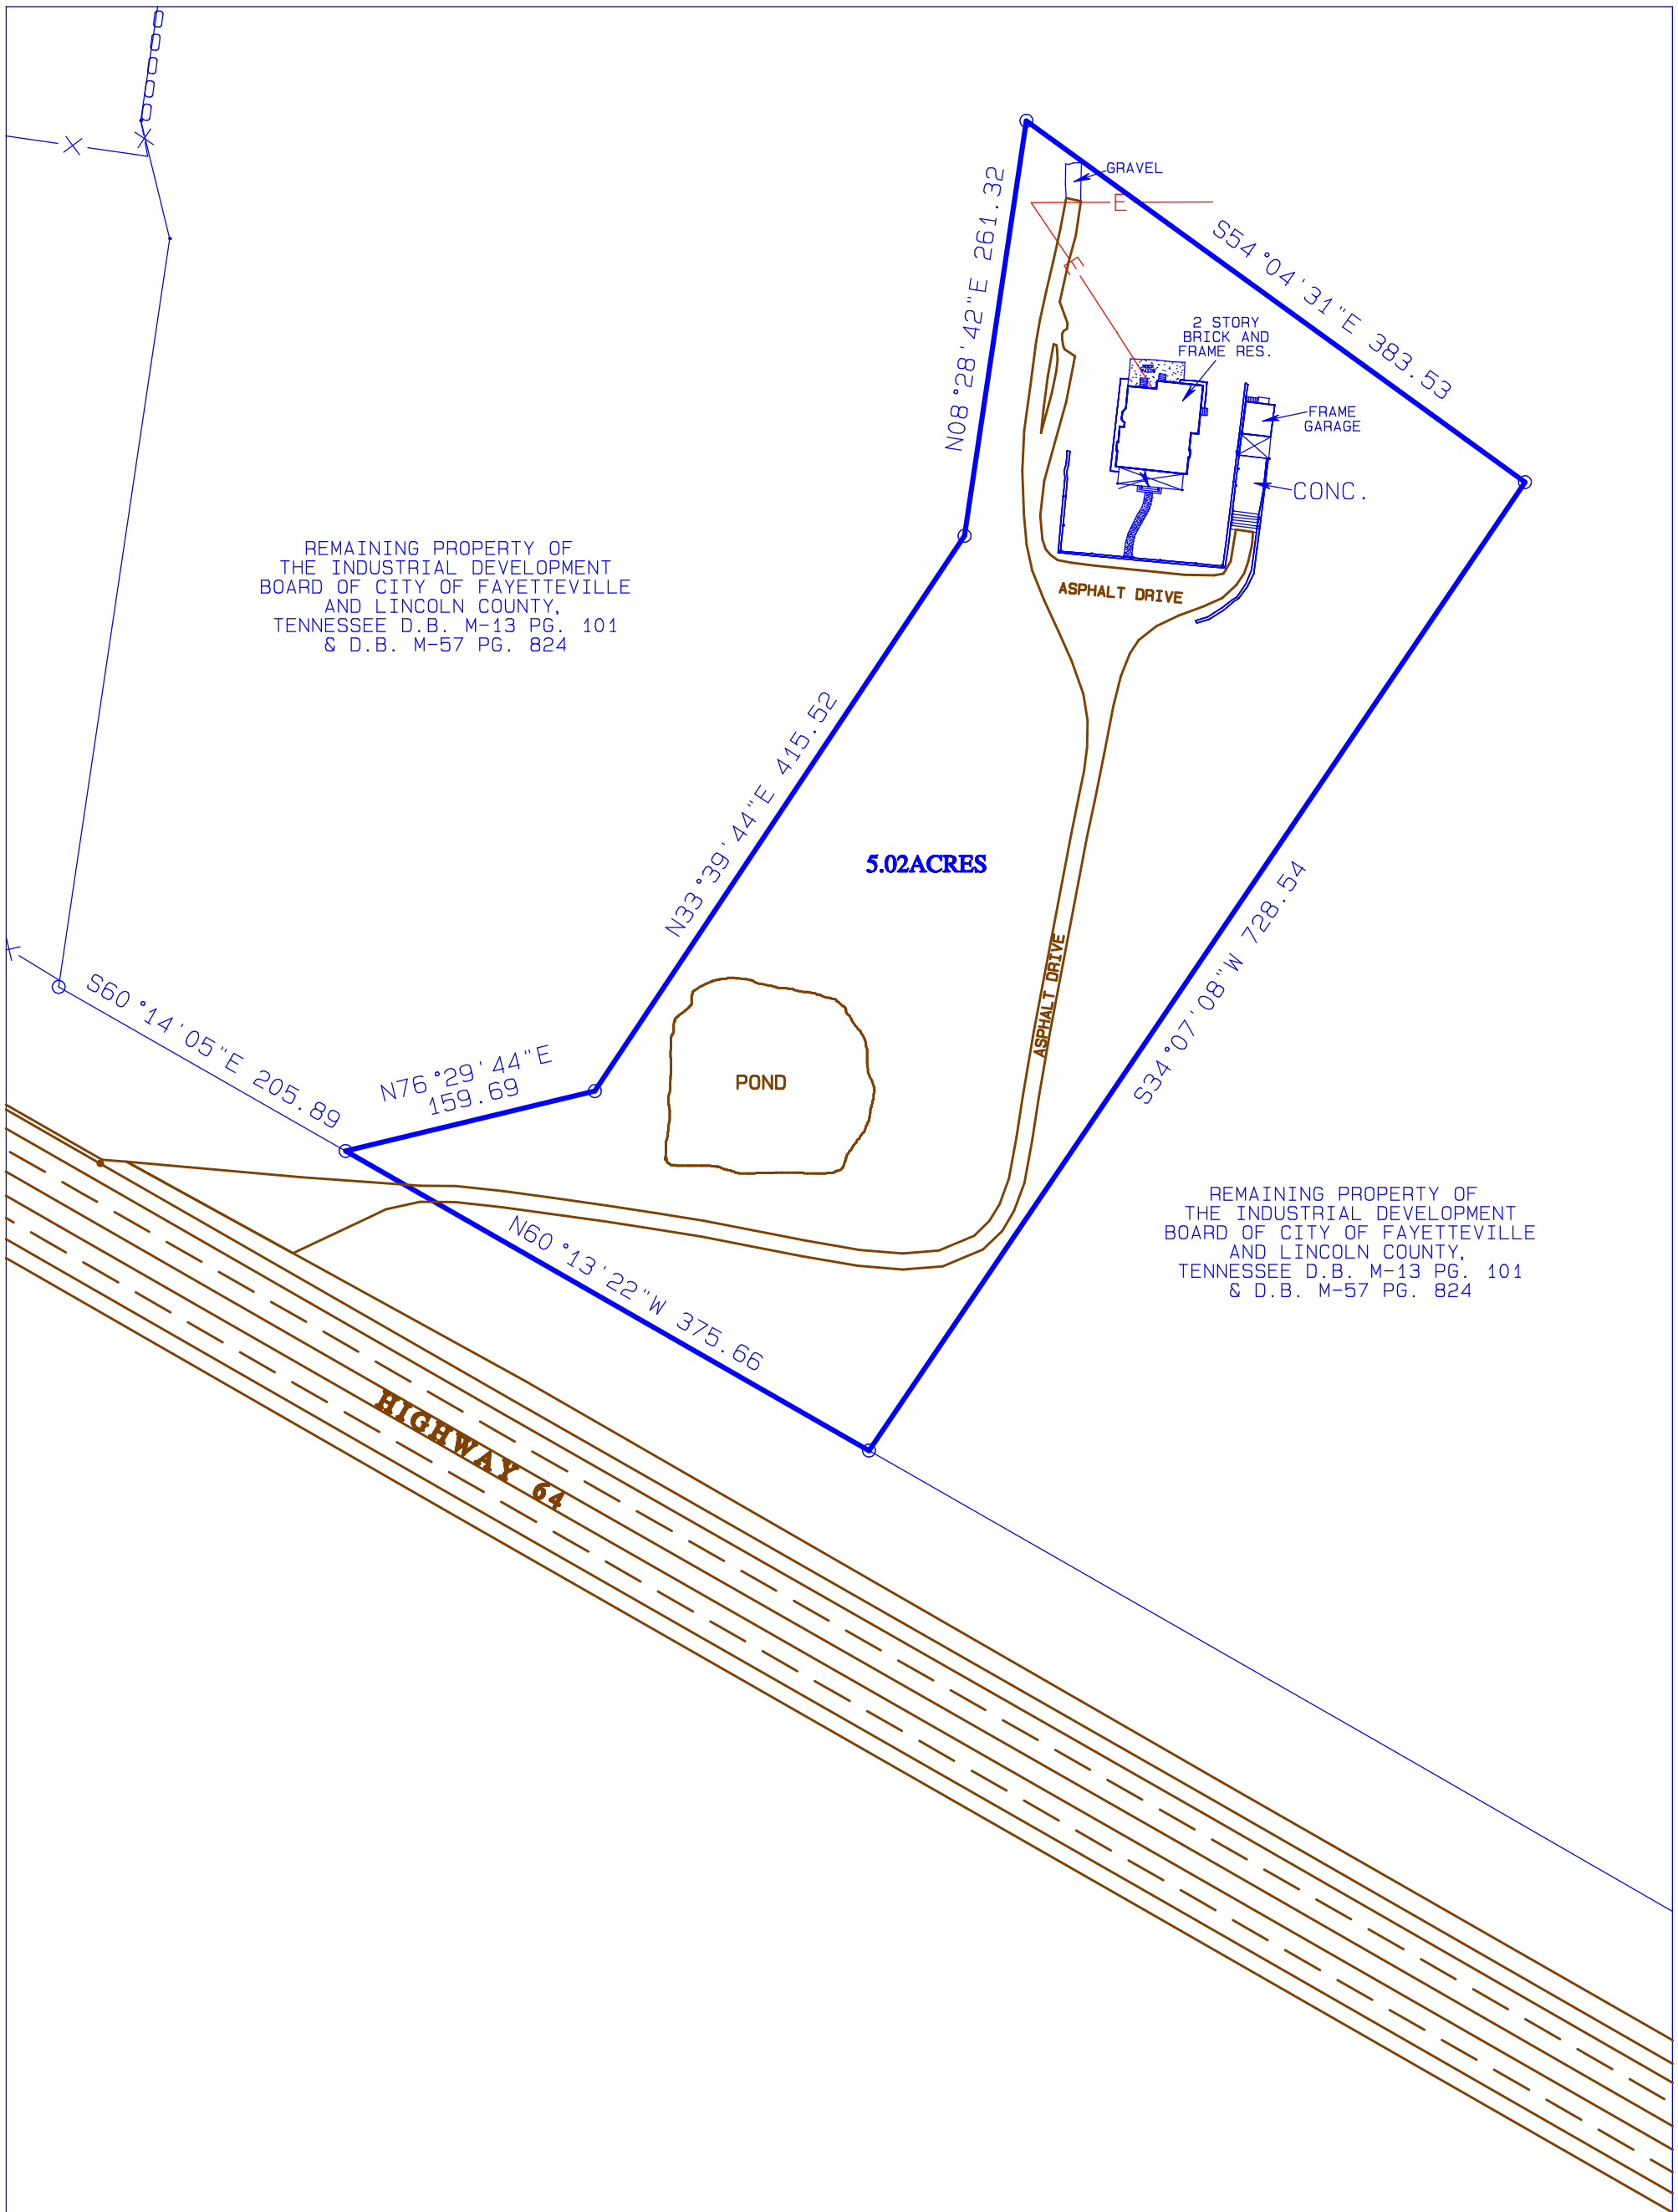 GRAVEL
E
E
N08°28'42"E 261.32
S54°04'31"E 383.53
2 STORY
BRICK AND
FRAME RES.
FRAME
GARAGE
CONC.
REMAINING PROPERTY OF
THE INDUSTRIAL DEVELOPMENT
BOARD OF CITY OF FAYETTEVILLE
AND LINCOLN COUNTY,
TENNESSEE D.B. M-13 PG. 101
& D.B. M-57 PG. 824
ASPHALT DRIVE
N33°39'44"E 415.52
5.02ACRES
S34°07'08"W 728.54
ASPHALT DRIVE
S60°14'05"E 205.89
N76°29'44"E
159.69
POND
REMAINING PROPERTY OF
THE INDUSTRIAL DEVELOPMENT
BOARD OF CITY OF FAYETTEVILLE
AND LINCOLN COUNTY,
TENNESSEE D.B. M-13 PG. 101
& D.B. M-57 PG. 824
N60°13'22"W 375.66
HIGHWAY 64